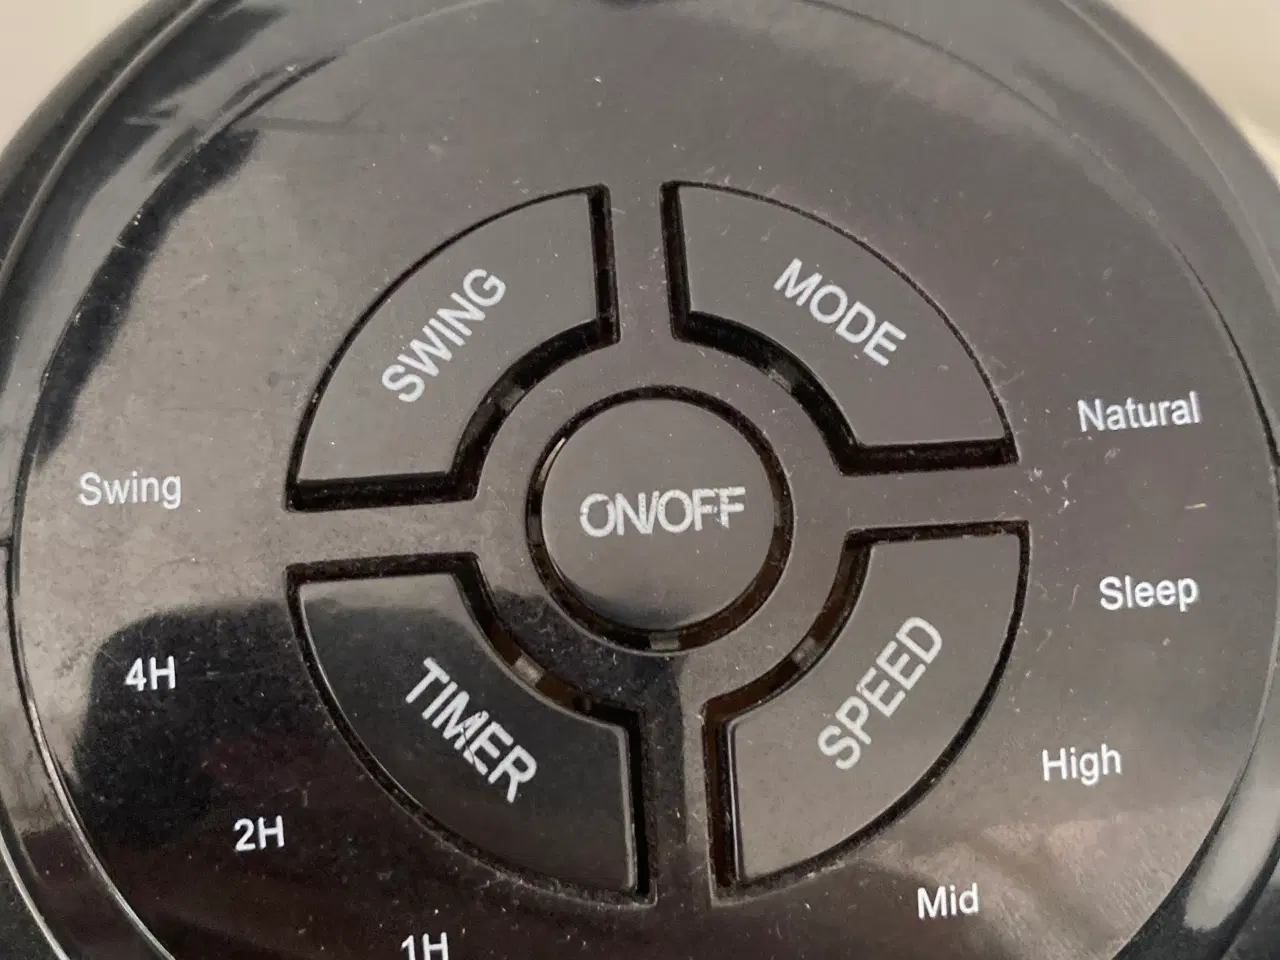 SWING
MODE
Natural
Swing
ON/OFF
Sleep
4H
TIMER
SPEED
High
2H
Mid
1H